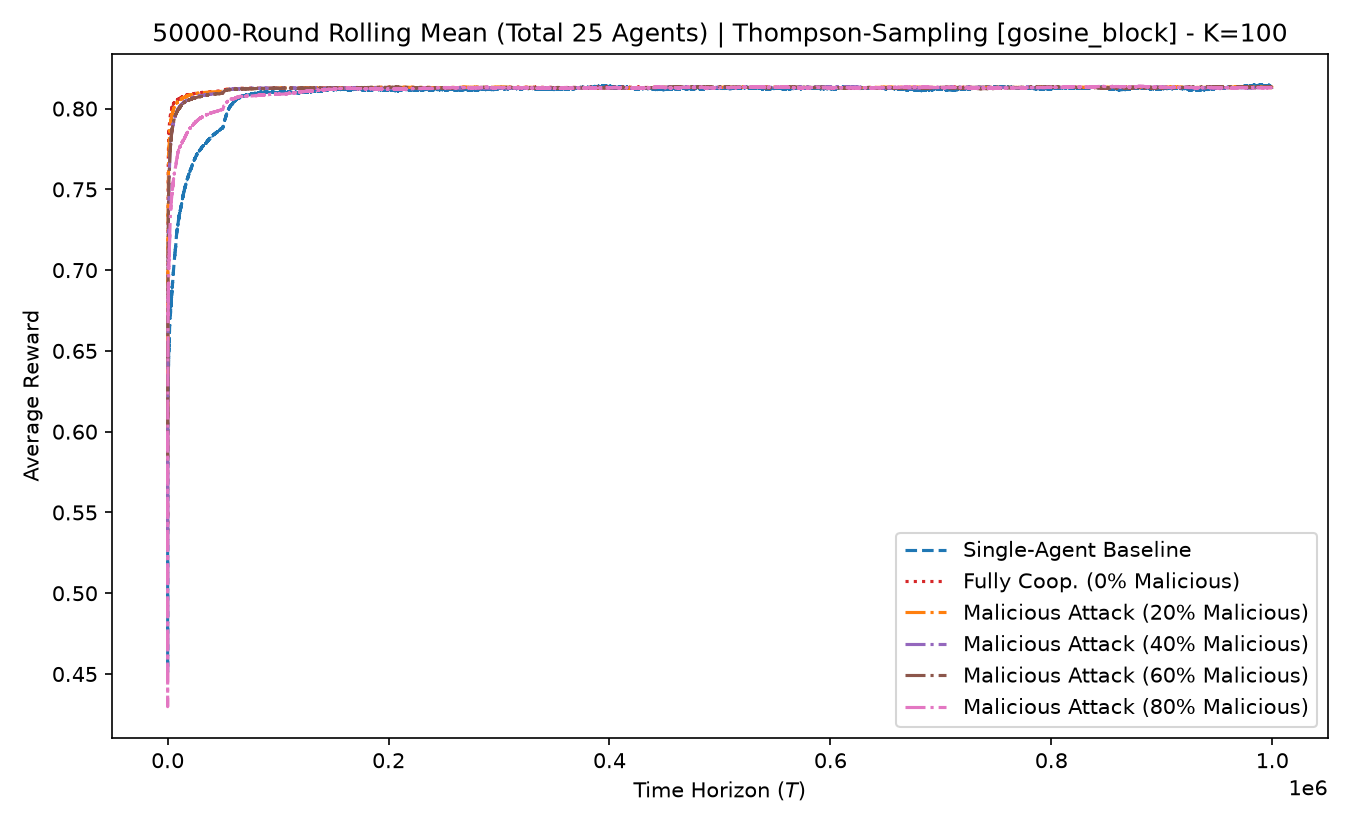 50000-Round Rolling Mean (Total 25 Agents) | Thompson-Sampling [gosine_block] - K=100
Average Reward
0.80
0.75
0.70
0.65
0.60
0.55
0.50
0.45
Single-Agent Baseline
Fully Coop. (0% Malicious)
Malicious Attack (20% Malicious)
Malicious Attack (40% Malicious)
Malicious Attack (60% Malicious)
Malicious Attack (80% Malicious)
0.0 0.2 0.4 0.6 0.8 1.0
1e6
Time Horizon (T)